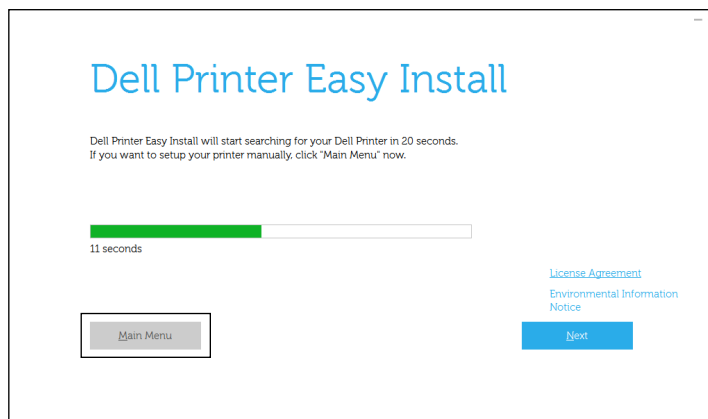 Dell Printer Easy Install
Dell Printer Easy Install will start searching for your Dell Printer in 20 seconds.
If you want to setup your printer manually, click "Main Menu" now.
11 seconds
License Agreement
Environmental Information
Notice
Main Menu
Next